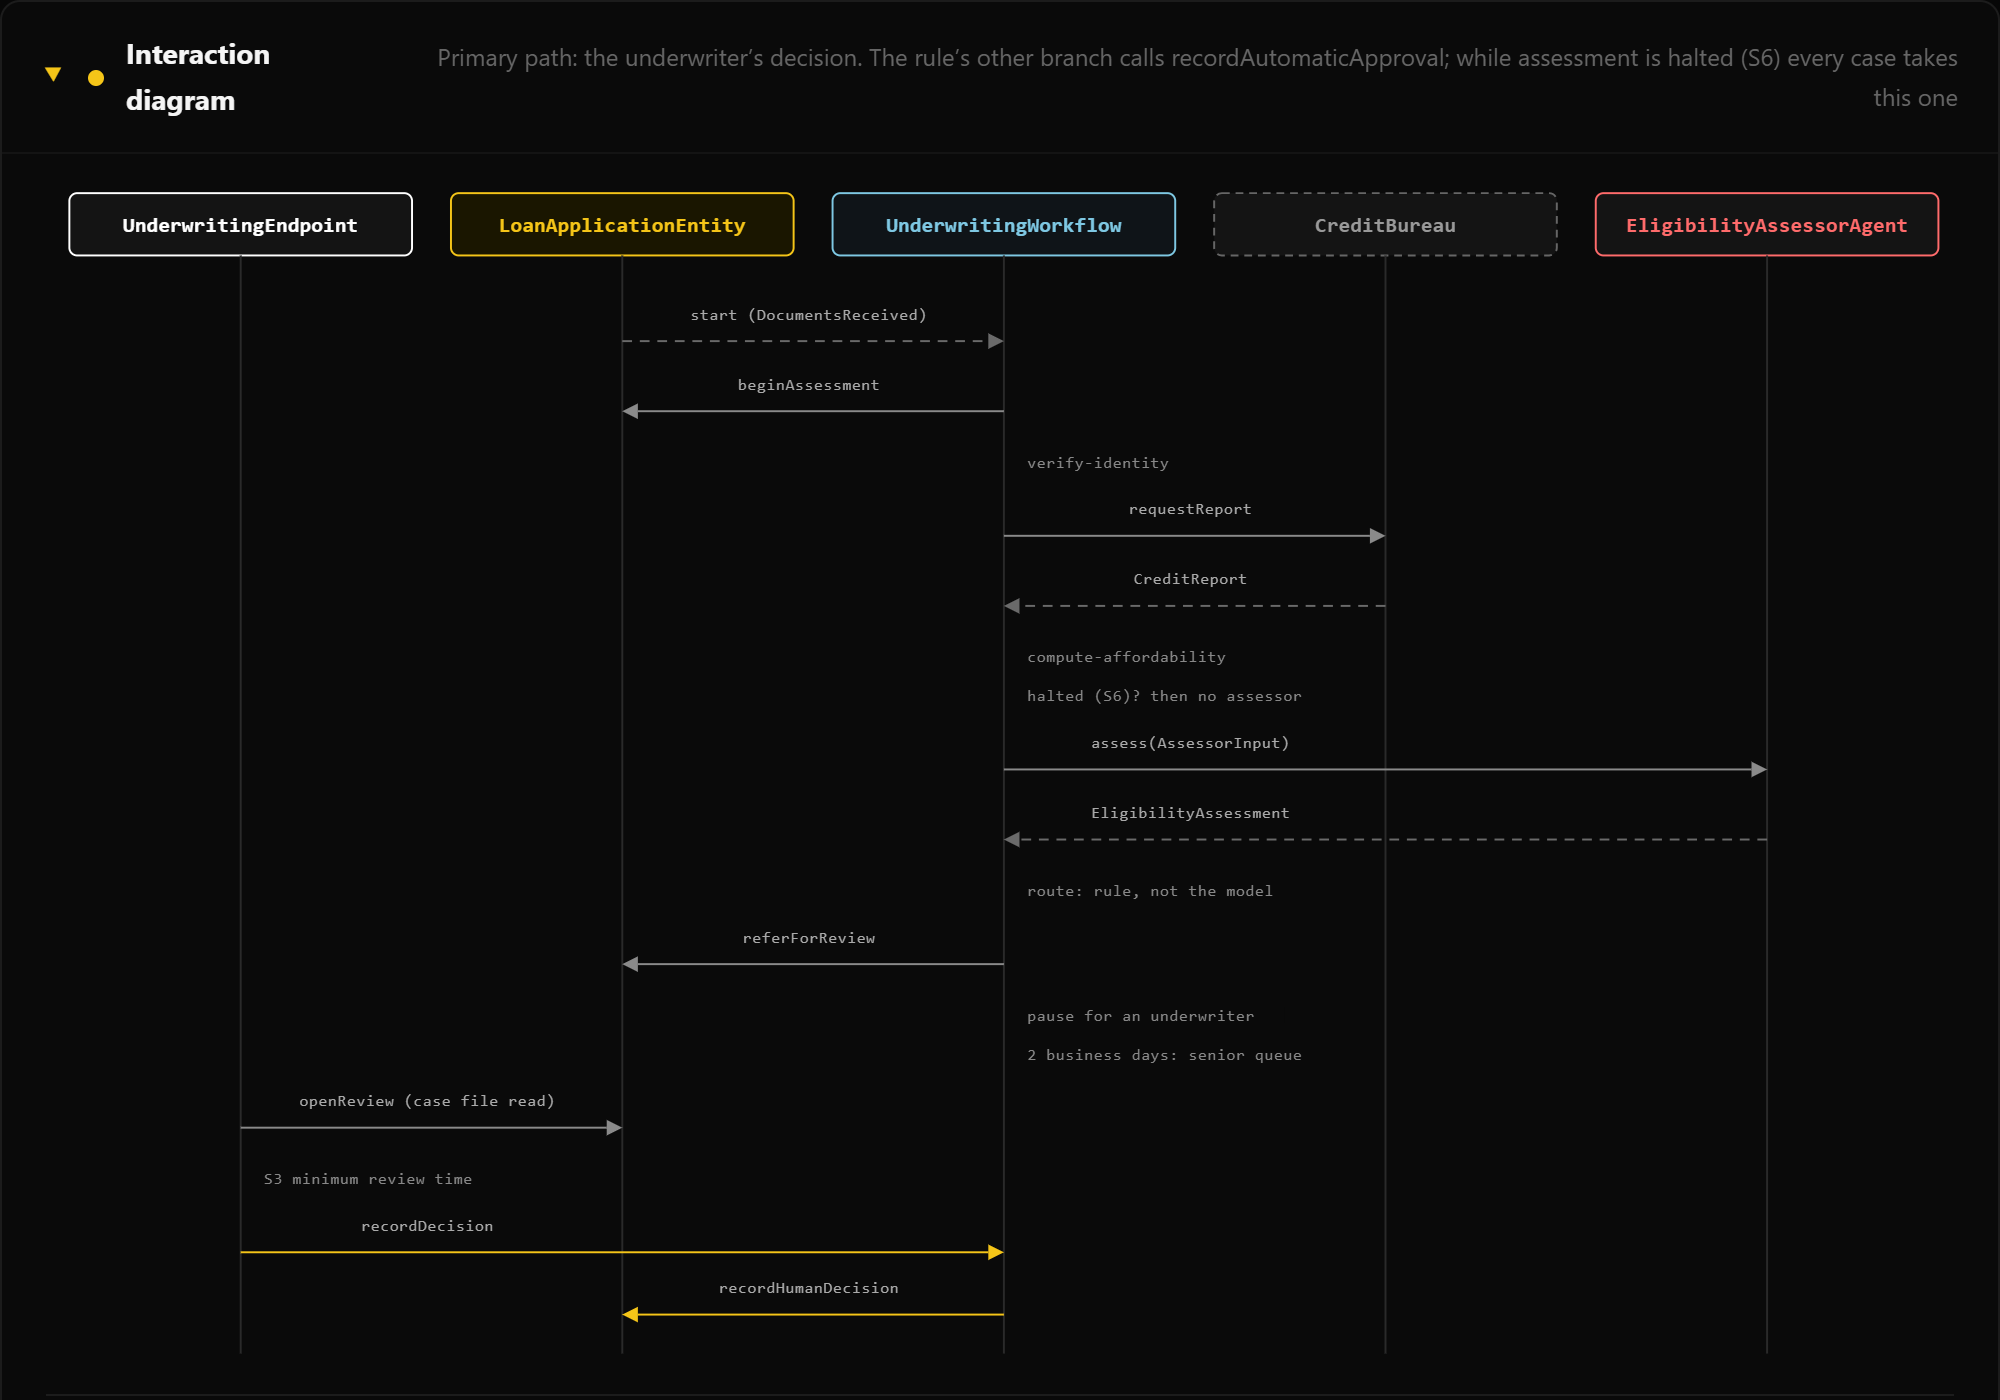 Interaction
diagram
Primary path: the underwriter’s decision. The rule’s other branch calls recordAutomaticApproval; while assessment is halted (S6) every case takes
this one
UnderwritingEndpoint
LoanApplicationEntity
UnderwritingWorkflow
CreditBureau
EligibilityAssessorAgent
start (DocumentsReceived)
beginAssessment
verify-identity
requestReport
CreditReport
compute-affordability
halted (S6)? then no assessor
assess(AssessorInput)
EligibilityAssessment
route: rule, not the model
referForReview
pause for an underwriter
2 business days: senior queue
openReview (case file read)
S3 minimum review time
recordDecision
recordHumanDecision